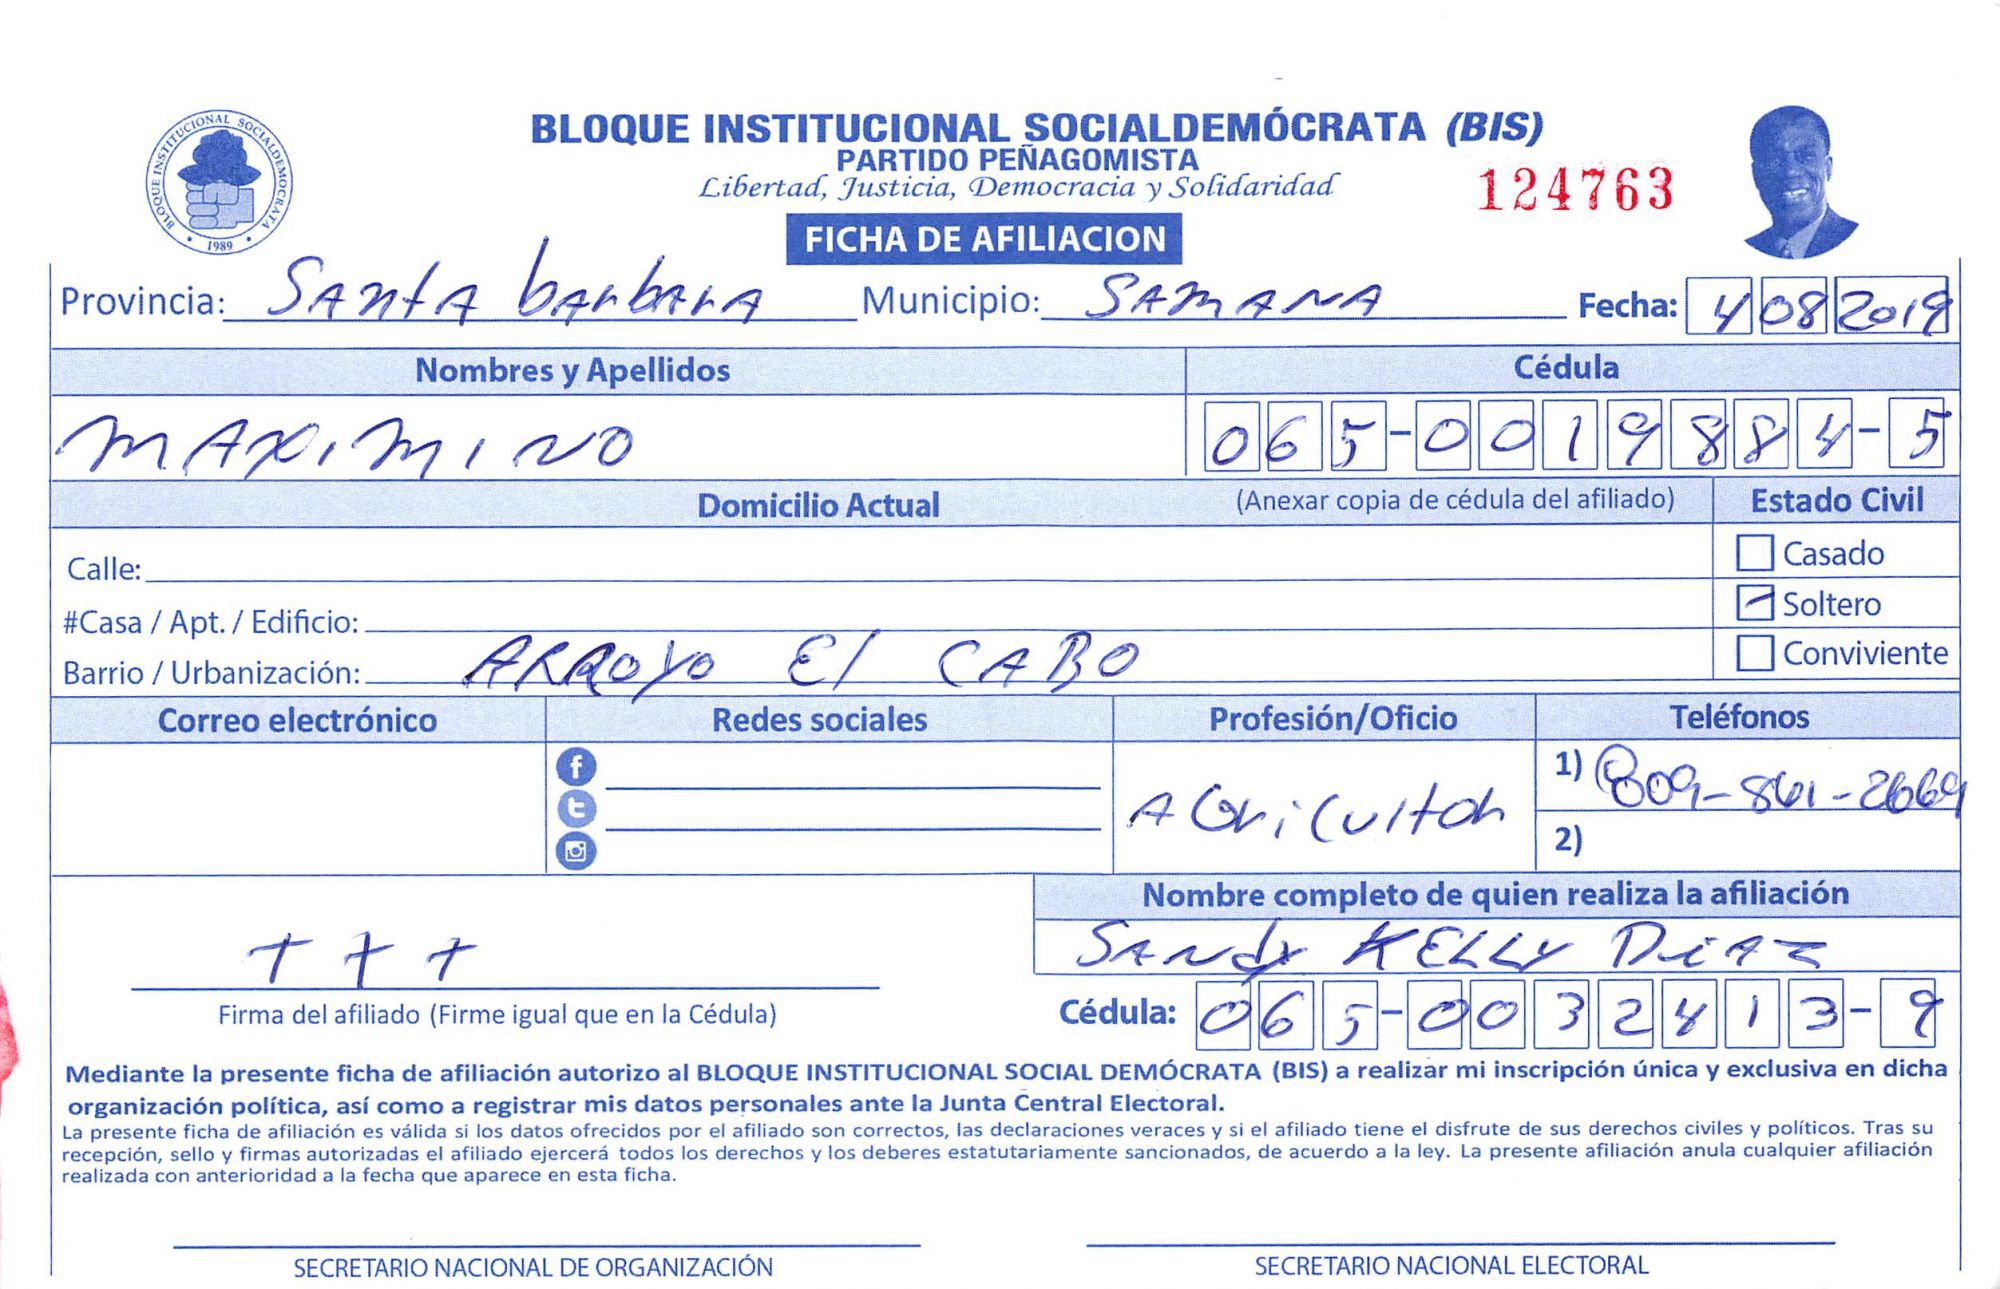 BLOQUE INSTITUCIONAL SOCIALDEMOCRATA
1989
BLOQUE INSTITUCIONAL SOCIALDEMÓCRATA (BIS)
PARTIDO PEÑAGOMISTA
Libertad, Justicia, Democracia y Solidaridad
124763
FICHA DE AFILIACION
Provincia: SANtA bArbArA Municipio: SAMANA Fecha: 4 08 2019
Nombres y Apellidos Cédula
MAXIMINO 065-0019884-5
Domicilio Actual (Anexar copia de cédula del afiliado) Estado Civil
Calle: Casado
#Casa / Apt. / Edificio: Soltero
Barrio / Urbanización: ARROYO El CABO Conviviente
Correo electrónico Redes sociales Profesión/Oficio Teléfonos
AGricultor 1) 809-861-2669
2)
Nombre completo de quien realiza la afiliación
+ + + SANdy KELLY DiAz
Firma del afiliado (Firme igual que en la Cédula) Cédula: 065-0032413-9
Mediante la presente ficha de afiliación autorizo al BLOQUE INSTITUCIONAL SOCIAL DEMÓCRATA (BIS) a realizar mi inscripción única y exclusiva en dicha
organización política, así como a registrar mis datos personales ante la Junta Central Electoral.
La presente ficha de afiliación es válida si los datos ofrecidos por el afiliado son correctos, las declaraciones veraces y si el afiliado tiene el disfrute de sus derechos civiles y políticos. Tras su
recepción, sello y firmas autorizadas el afiliado ejercerá todos los derechos y los deberes estatutariamente sancionados, de acuerdo a la ley. La presente afiliación anula cualquier afiliación
realizada con anterioridad a la fecha que aparece en esta ficha.
SECRETARIO NACIONAL DE ORGANIZACIÓN SECRETARIO NACIONAL ELECTORAL